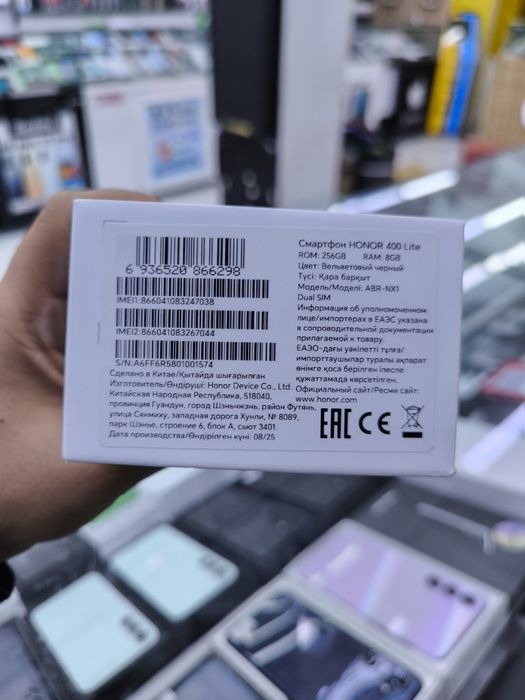 6 936520 866298
IMEI1:866041083247038
IMEI2:866041083267044
S/N:A6FF6R5801001574
Смартфон HONOR 400 Lite
ROM: 256GB RAM: 8GB
Цвет: Вельветовый черный
Түсі: Қара барқыт
Модель/Моделі: ABR-NX1
Dual SIM
Информация об уполномоченном
лице/импортерах в ЕАЭС указана
в сопроводительной документации
прилагаемой к товару.
ЕАЭО-дағы уәкілетті тұлға/
импорттаушылар туралы ақпарат
өнімге қоса берілген ілеспе
құжаттамада көрсетілген.
Официальный сайт/Ресми сайт:
www.honor.com
Сделано в Китае/Қытайда шығарылған
Изготовитель/Өндіруші: Honor Device Co., Ltd.
Китайская Народная Республика, 518040,
провинция Гуандун, город Шэньчжэнь, район Футянь,
улица Сянмиху, западная дорога Хунли, № 8089,
парк Шэнье, строение 6, блок А, сьют 3401.
Дата производства/Өндірілген күні: 08/25
EAC CE